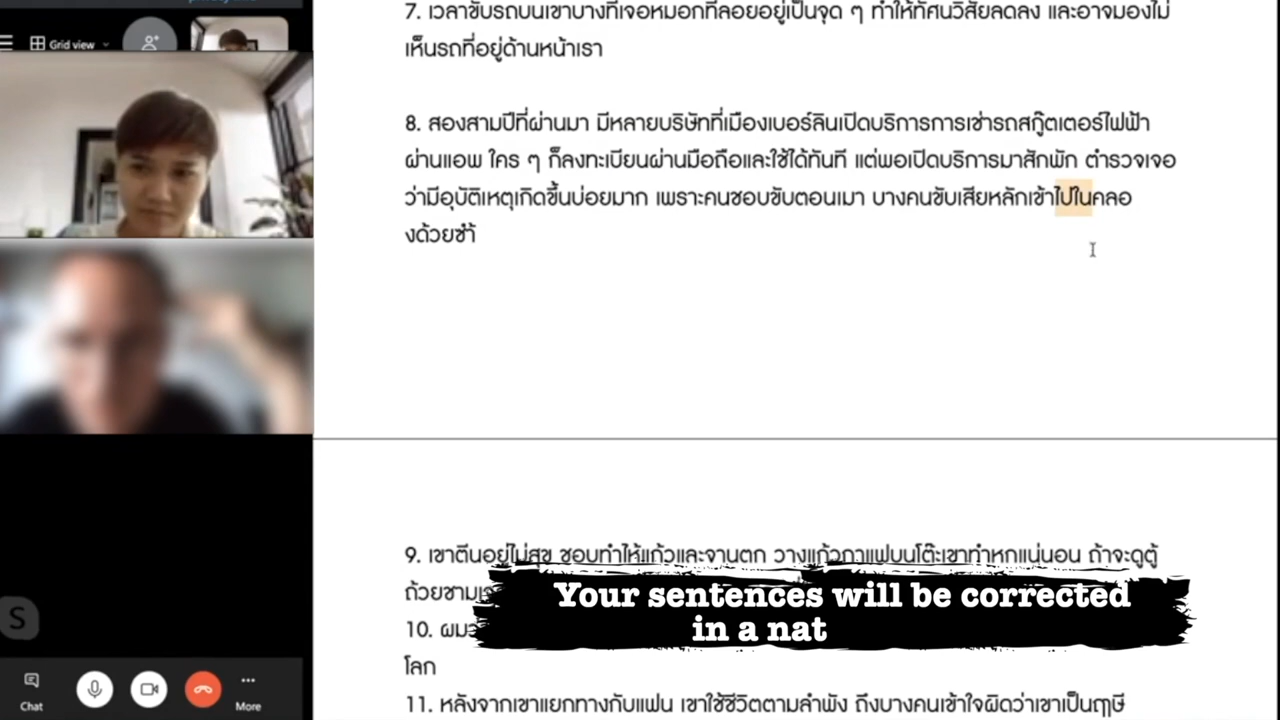 Grid view
7. เวลาขับรถบนเขาบางทีเจอหมอกที่ลอยอยู่เป็นจุด ๆ ทำให้ทัศนวิสัยลดลง และอาจมองไม่
เห็นรถที่อยู่ด้านหน้าเรา
8. สองสามปีที่ผ่านมา มีหลายบริษัทที่เมืองเบอร์ลินเปิดบริการการเช่ารถสกู๊ตเตอร์ไฟฟ้า
ผ่านแอพ ใคร ๆ ก็ลงทะเบียนผ่านมือถือและใช้ได้ทันที แต่พอเปิดบริการมาสักพัก ตำรวจเจอ
ว่ามีอุบัติเหตุเกิดขึ้นบ่อยมาก เพราะคนชอบขับตอนเมา บางคนขับเสียหลักเข้าไปในคลอ
งด้วยซ้ำ
9. เขาตีนอยู่ไม่สุข ชอบทำให้แก้วและจานตก วางแก้วกาแฟบนโต๊ะเขาทำหกแน่นอน ถ้าจะดูตู้
ถ้วยชาม
Your sentences will be corrected
in a nat
10. ผม
โลก
11. หลังจากเขาแยกทางกับแฟน เขาใช้ชีวิตตามลำพัง ถึงบางคนเข้าใจผิดว่าเขาเป็นฤๅษี
S
Chat
More